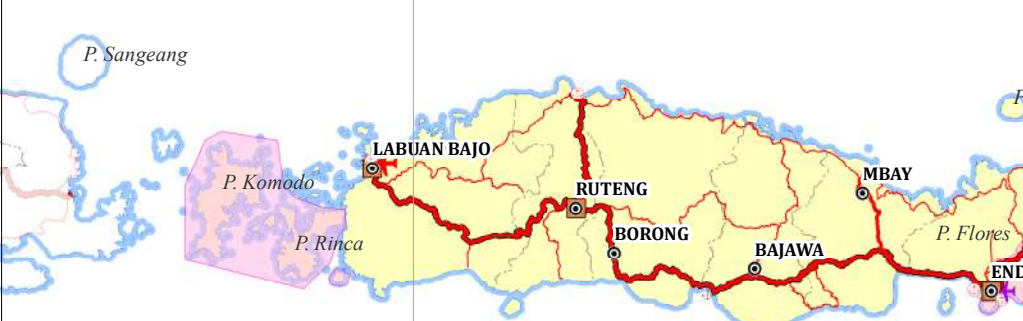 P. Sangeang
LABUAN BAJO
P. Komodo
RUTENG
MBAY
P. Rinca
BORONG
P. Flores
BAJAWA
END